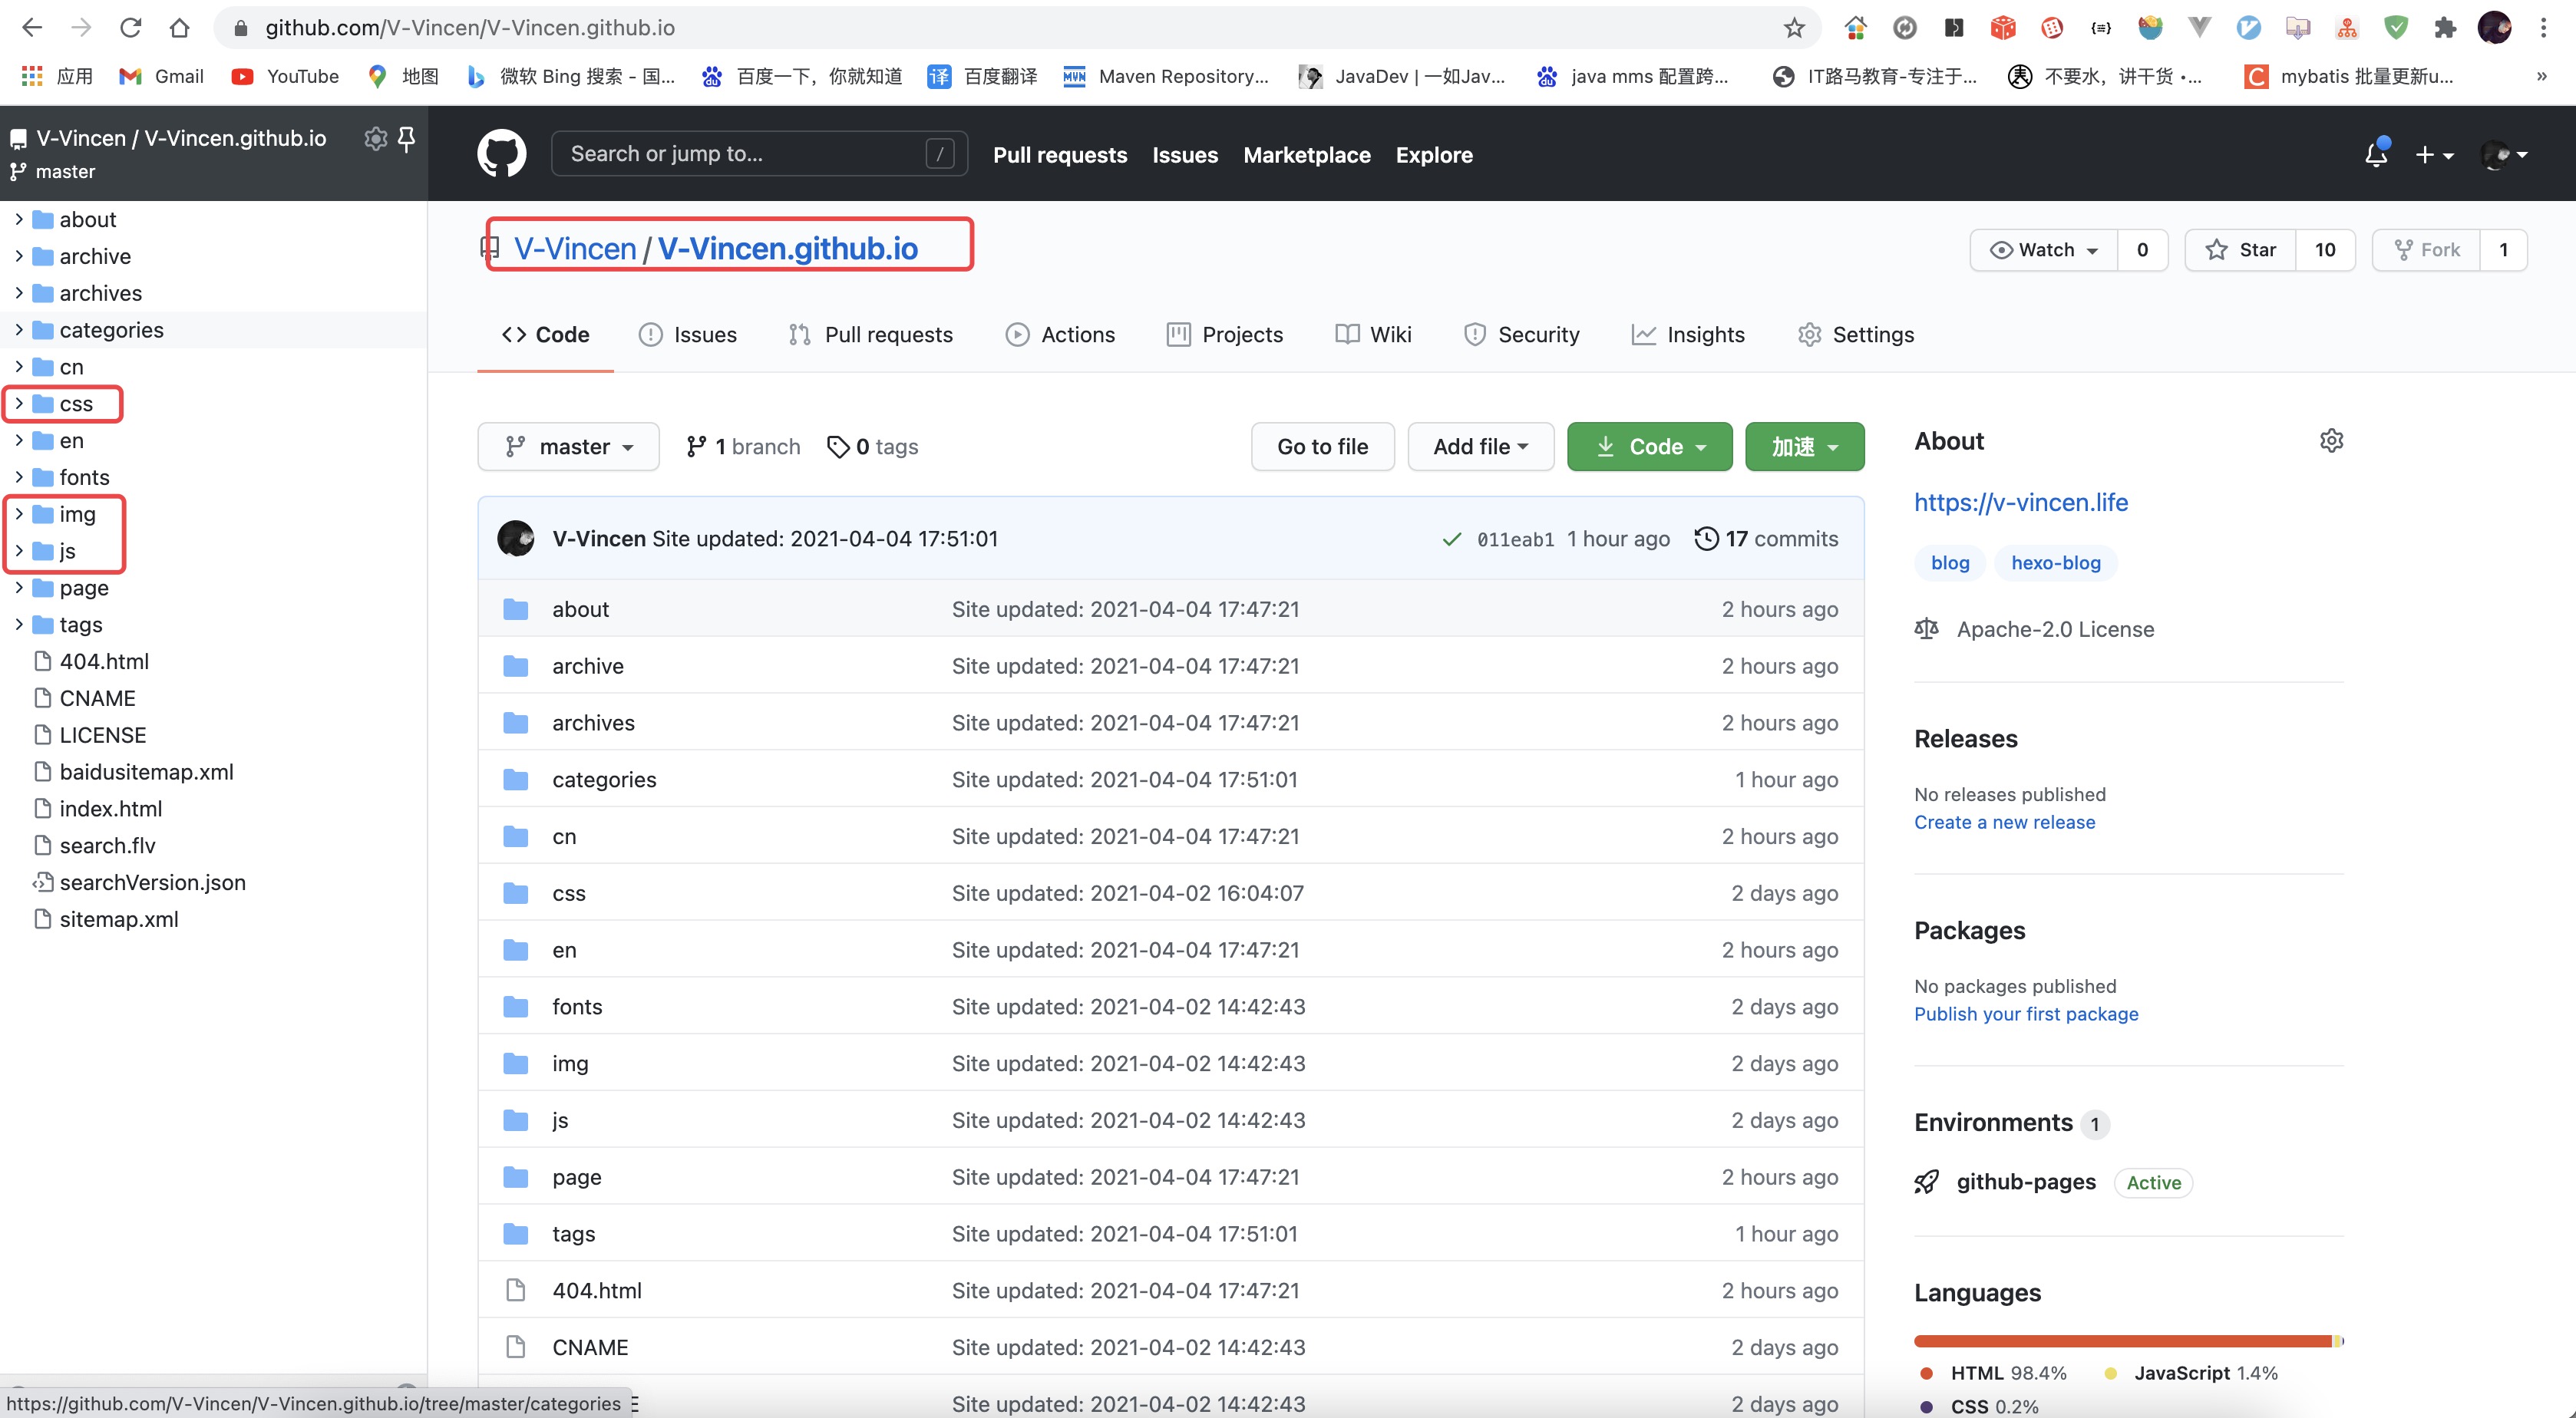 github.com/V-Vincen/V-Vincen.github.io
应用 Gmail YouTube 地图 微软 Bing 搜索 - 国... 百度一下，你就知道 译 百度翻译 MVN Maven Repository... JavaDev | 一如Jav... java mms 配置跨... IT路马教育-专注于... 不要水，讲干货 •... C mybatis 批量更新u... »
V-Vincen / V-Vincen.github.io
master
Search or jump to... / Pull requests Issues Marketplace Explore
about
archive
archives
categories
cn
css
en
fonts
img
js
page
tags
404.html
CNAME
LICENSE
baidusitemap.xml
index.html
search.flv
searchVersion.json
sitemap.xml
V-Vincen / V-Vincen.github.io
Watch 0 Star 10 Fork 1
Code Issues Pull requests Actions Projects Wiki Security Insights Settings
master 1 branch 0 tags Go to file Add file Code 加速
V-Vincen Site updated: 2021-04-04 17:51:01 011eab1 1 hour ago 17 commits
about Site updated: 2021-04-04 17:47:21 2 hours ago
archive Site updated: 2021-04-04 17:47:21 2 hours ago
archives Site updated: 2021-04-04 17:47:21 2 hours ago
categories Site updated: 2021-04-04 17:51:01 1 hour ago
cn Site updated: 2021-04-04 17:47:21 2 hours ago
css Site updated: 2021-04-02 16:04:07 2 days ago
en Site updated: 2021-04-04 17:47:21 2 hours ago
fonts Site updated: 2021-04-02 14:42:43 2 days ago
img Site updated: 2021-04-02 14:42:43 2 days ago
js Site updated: 2021-04-02 14:42:43 2 days ago
page Site updated: 2021-04-04 17:47:21 2 hours ago
tags Site updated: 2021-04-04 17:51:01 1 hour ago
404.html Site updated: 2021-04-04 17:47:21 2 hours ago
CNAME Site updated: 2021-04-02 14:42:43 2 days ago
Site updated: 2021-04-02 14:42:43 2 days ago
About
https://v-vincen.life
blog hexo-blog
Apache-2.0 License
Releases
No releases published
Create a new release
Packages
No packages published
Publish your first package
Environments 1
github-pages Active
Languages
HTML 98.4% JavaScript 1.4%
CSS 0.2%
https://github.com/V-Vincen/V-Vincen.github.io/tree/master/categories